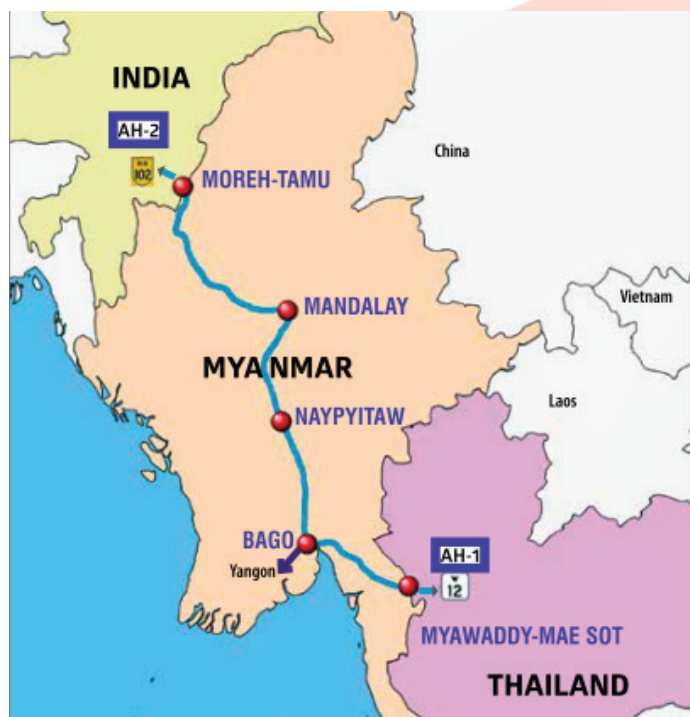 INDIA
AH-2
102
MOREH-TAMU
China
MANDALAY
Vietnam
MYANMAR
Laos
NAYPYITAW
BAGO
Yangon
AH-1
12
MYAWADDY-MAE SOT
THAILAND